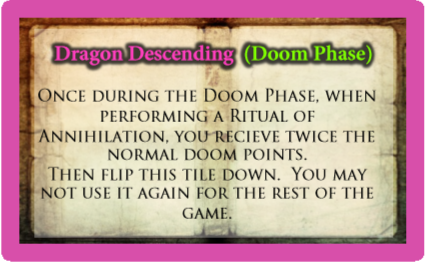 Dragon Descending (Doom Phase)
Once during the Doom Phase, when
performing a Ritual of
Annihilation, you recieve twice the
normal doom points.
Then flip this tile down. You may
not use it again for the rest of the
game.